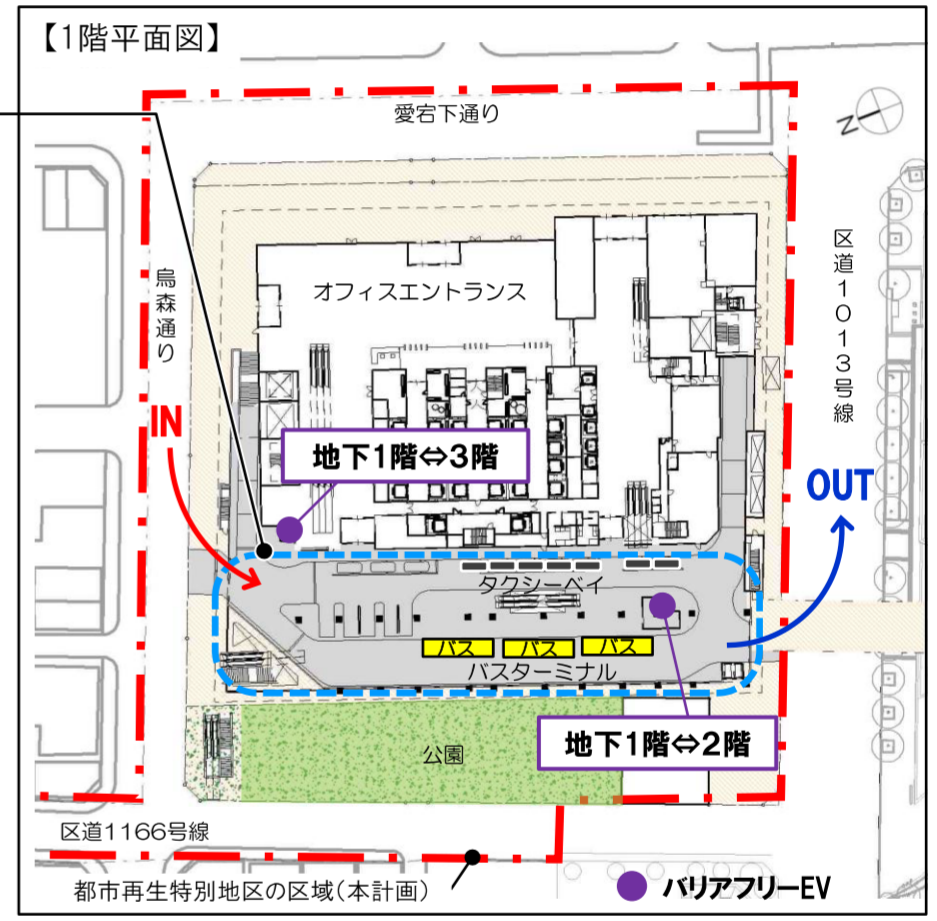 【1階平面図】
愛宕下通り
N
烏森通り
区道1013号線
オフィスエントランス
IN
地下1階⇔3階
OUT
タクシーベイ
バス バス バス
バスターミナル
地下1階⇔2階
公園
区道1166号線
都市再生特別地区の区域(本計画)
バリアフリーEV